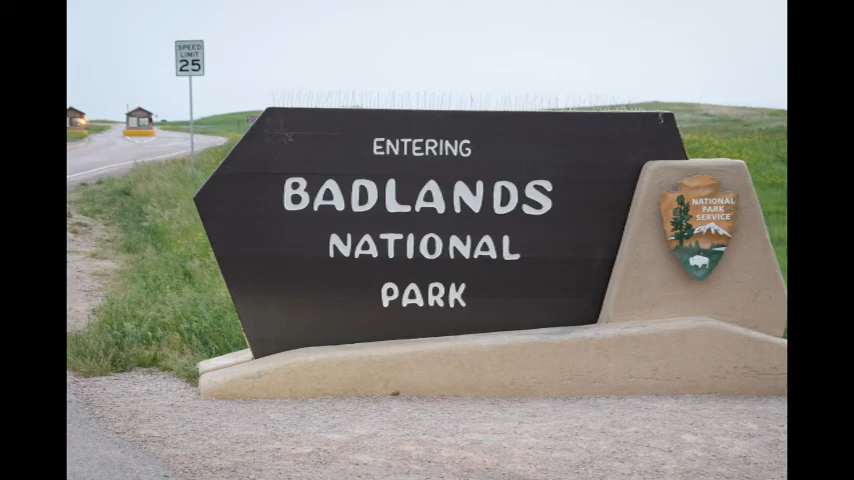 SPEED
LIMIT
25
ENTERING
BADLANDS
NATIONAL
PARK
NATIONAL
PARK
SERVICE